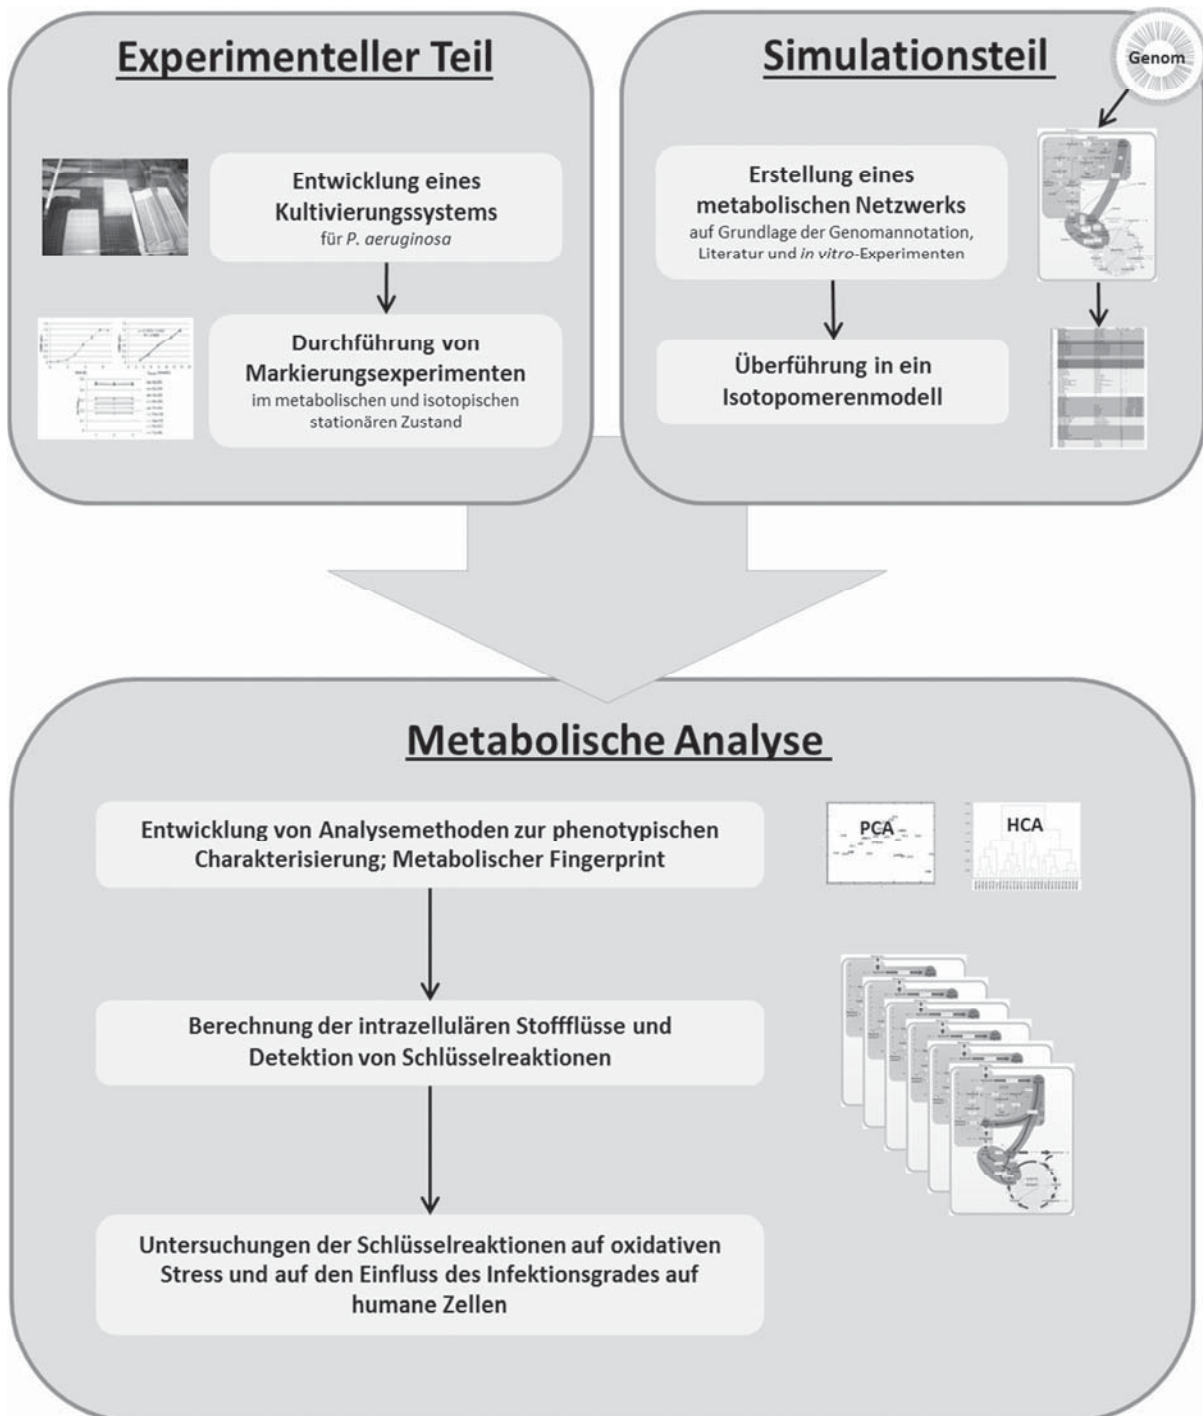 Experimenteller Teil
Entwicklung eines
Kultivierungssystems
für P. aeruginosa
Durchführung von
Markierungsexperimenten
im metabolischen und isotopischen
stationären Zustand
Simulationsteil
Genom
Erstellung eines
metabolischen Netzwerks
auf Grundlage der Genomannotation,
Literatur und in vitro-Experimenten
Überführung in ein
Isotopomerenmodell
Metabolische Analyse
Entwicklung von Analysemethoden zur phenotypischen
Charakterisierung; Metabolischer Fingerprint
PCA
HCA
Berechnung der intrazellulären Stoffflüsse und
Detektion von Schlüsselreaktionen
Untersuchungen der Schlüsselreaktionen auf oxidativen
Stress und auf den Einfluss des Infektionsgrades auf
humane Zellen